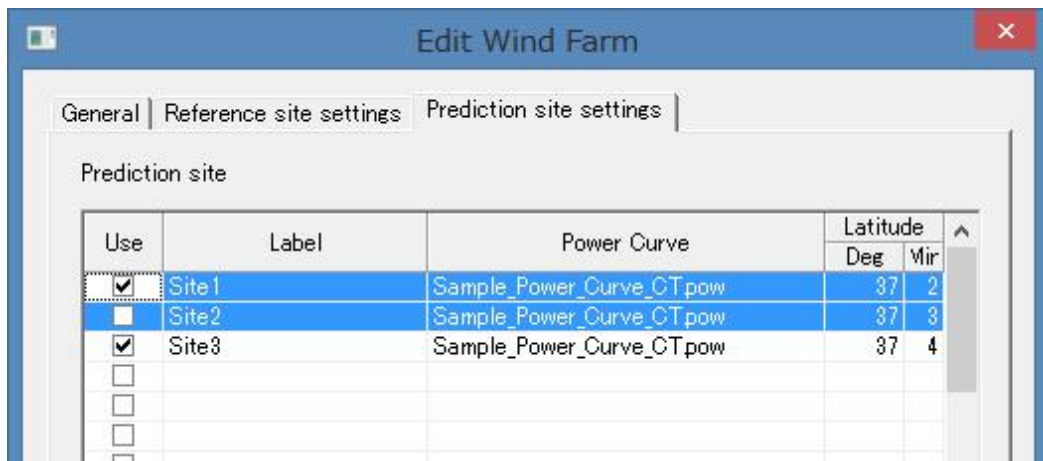 Edit Wind Farm
General Reference site settings Prediction site settings
Prediction site
Use Label Power Curve Latitude
Deg Min
Site1 Sample_Power_Curve_CT.pow 37 2
Site2 Sample_Power_Curve_CT.pow 37 3
Site3 Sample_Power_Curve_CT.pow 37 4